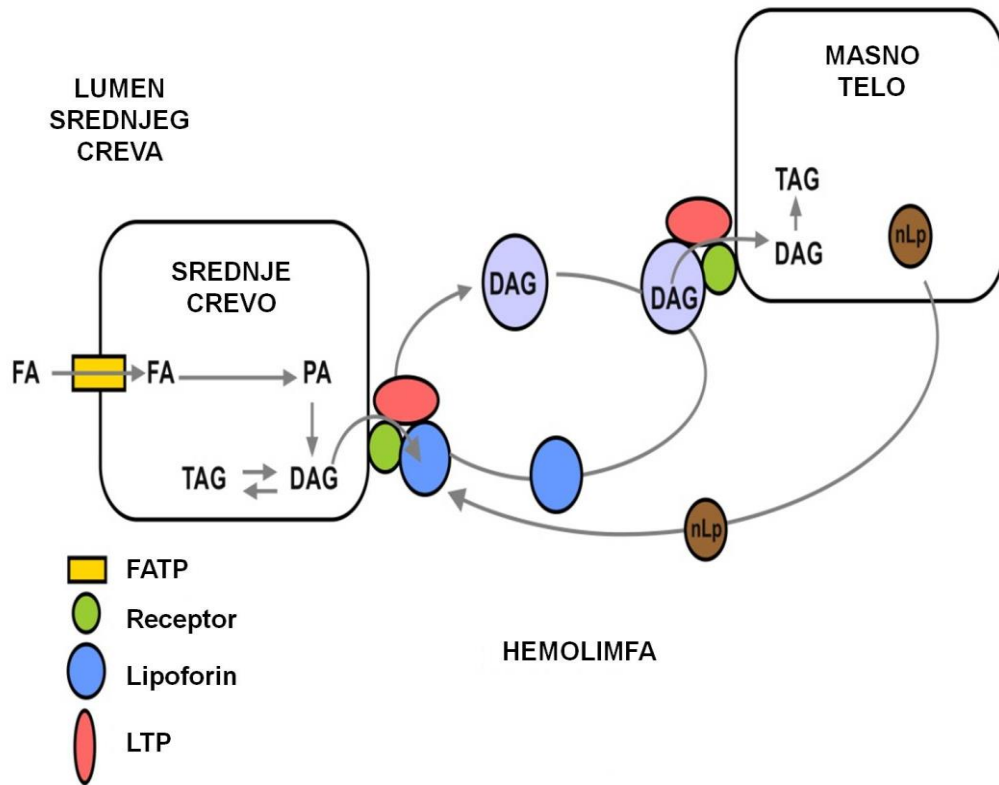 LUMEN
SREDNJEG
CREVA
MASNO
TELO
TAG
DAG
nLp
DAG
DAG
SREDNJE
CREVO
FA
FA
PA
TAG
DAG
nLp
FATP
Receptor
Lipoforin
LTP
HEMOLIMFA